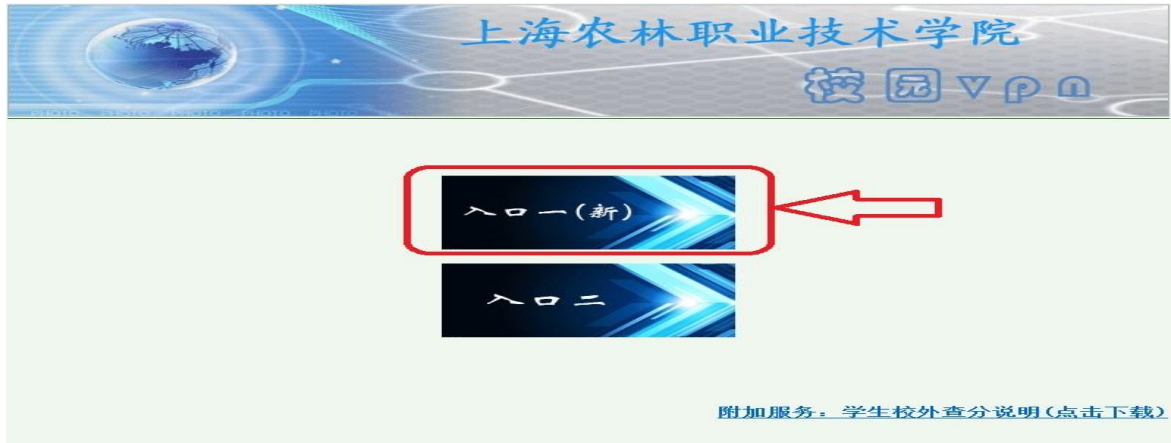 上海农林职业技术学院
校园vpn
入口一(新)
入口二
附加服务：学生校外查分说明(点击下载)